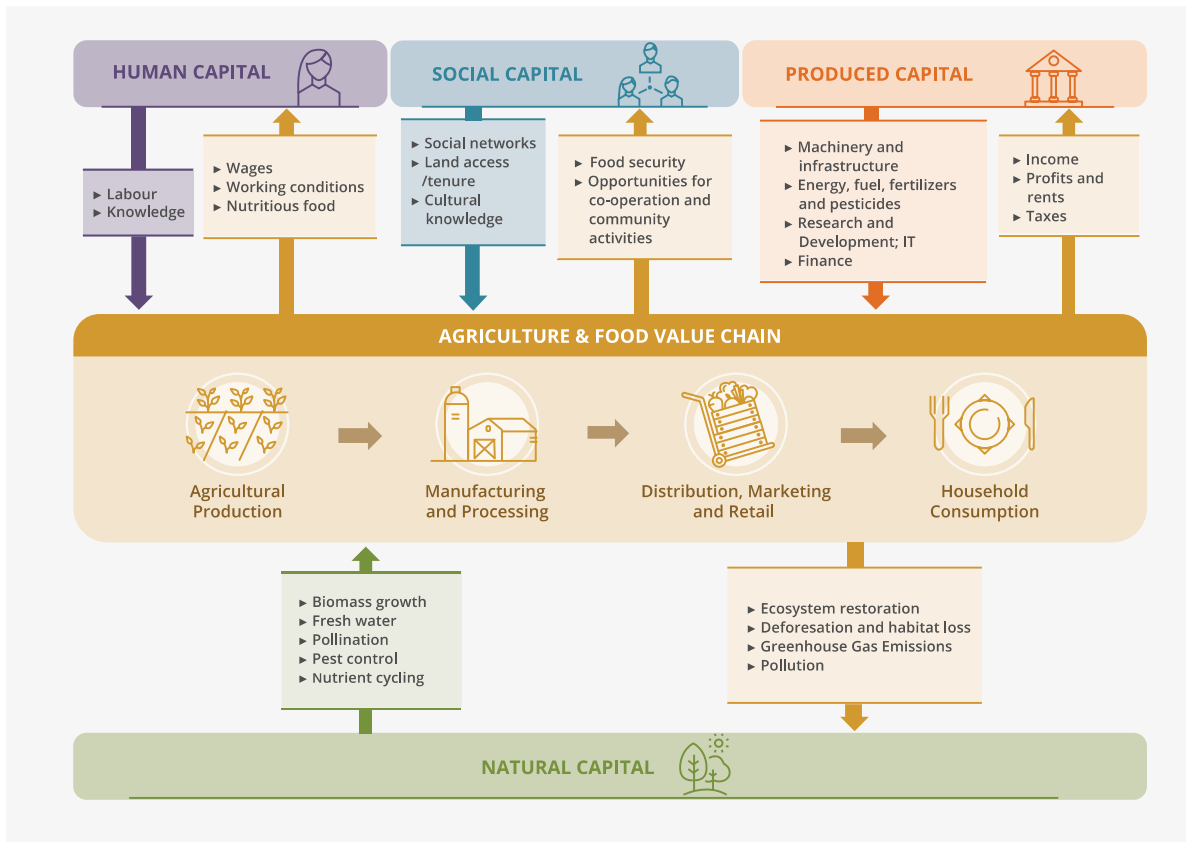 HUMAN CAPITAL
SOCIAL CAPITAL
PRODUCED CAPITAL
► Labour
► Knowledge
► Wages
► Working conditions
► Nutritious food
► Social networks
► Land access
/tenure
► Cultural
knowledge
► Food security
► Opportunities for
co-operation and
community
activities
► Machinery and
infrastructure
► Energy, fuel, fertilizers
and pesticides
► Research and
Development; IT
► Finance
► Income
► Profits and
rents
► Taxes
AGRICULTURE & FOOD VALUE CHAIN
Agricultural
Production
Manufacturing
and Processing
Distribution, Marketing
and Retail
Household
Consumption
► Biomass growth
► Fresh water
► Pollination
► Pest control
► Nutrient cycling
► Ecosystem restoration
► Deforesation and habitat loss
► Greenhouse Gas Emissions
► Pollution
NATURAL CAPITAL